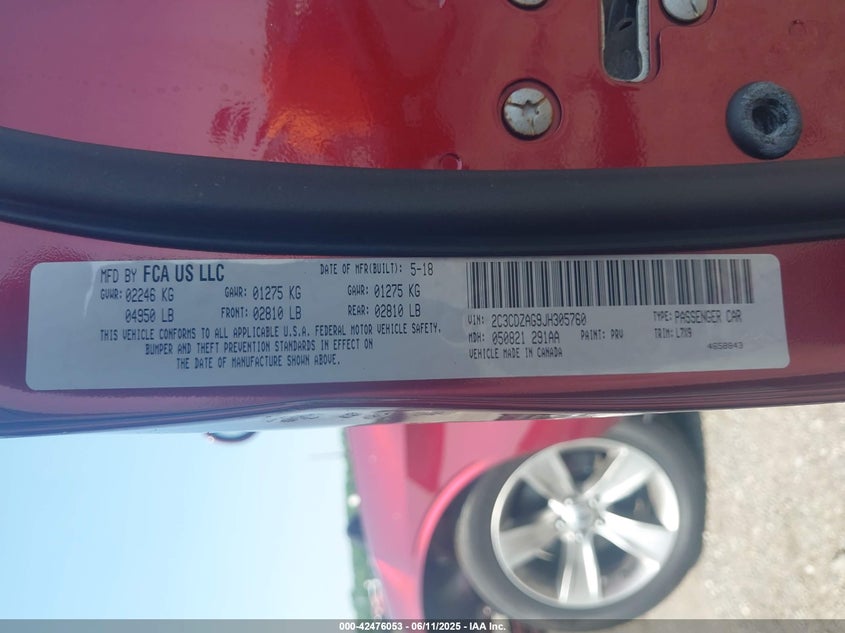 MFD BY FCA US LLC DATE OF MFR(BUILT): 5-18
GVWR: 02246 KG GAWR: 01275 KG GAWR: 01275 KG
04950 LB FRONT: 02810 LB REAR: 02810 LB
THIS VEHICLE CONFORMS TO ALL APPLICABLE U.S.A. FEDERAL MOTOR VEHICLE SAFETY,
BUMPER AND THEFT PREVENTION STANDARDS IN EFFECT ON
THE DATE OF MANUFACTURE SHOWN ABOVE.
VIN: 2C3CDZAG9JH305760 TYPE: PASSENGER CAR
MDH: 050821 291AA PAINT: PRV TRIM: L7X9
VEHICLE MADE IN CANADA 4658843
000-42476053 - 06/11/2025 - IAA Inc.